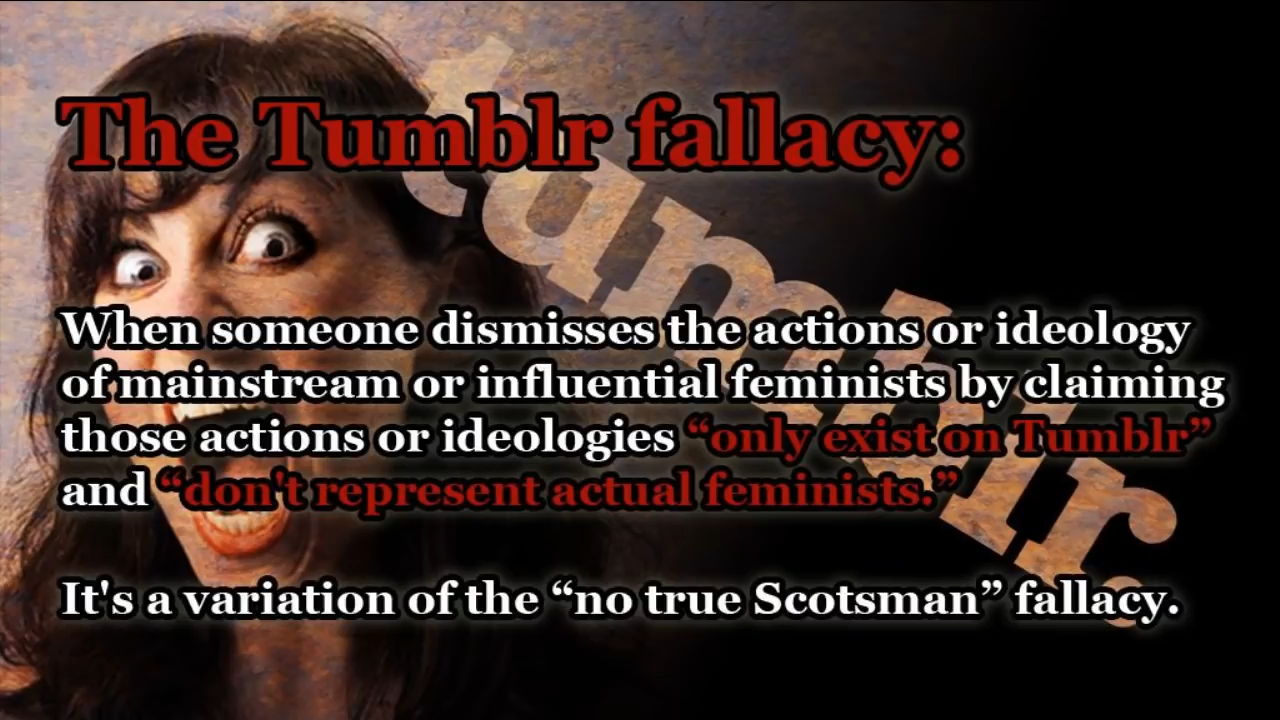 The Tumblr fallacy:
tumblr.
When someone dismisses the actions or ideology
of mainstream or influential feminists by claiming
those actions or ideologies “only exist on Tumblr”
and “don't represent actual feminists.”
It's a variation of the “no true Scotsman” fallacy.